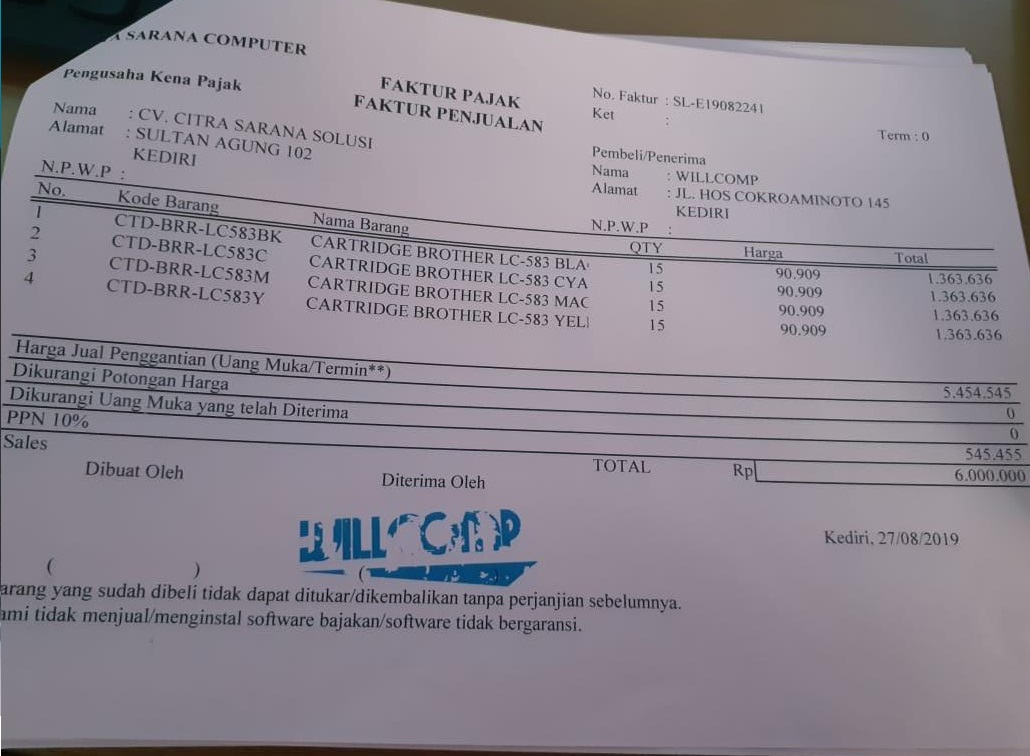 SARANA COMPUTER
Pengusaha Kena Pajak
FAKTUR PAJAK
FAKTUR PENJUALAN
No. Faktur : SL-E19082241
Ket :
Term : 0
Nama : CV. CITRA SARANA SOLUSI
Alamat : SULTAN AGUNG 102
KEDIRI
N.P.W.P :
Pembeli/Penerima
Nama : WILLCOMP
Alamat : JL. HOS COKROAMINOTO 145
KEDIRI
N.P.W.P :
No. Kode Barang Nama Barang QTY Harga Total
1 CTD-BRR-LC583BK CARTRIDGE BROTHER LC-583 BLA 15 90.909 1.363.636
2 CTD-BRR-LC583C CARTRIDGE BROTHER LC-583 CYA 15 90.909 1.363.636
3 CTD-BRR-LC583M CARTRIDGE BROTHER LC-583 MAG 15 90.909 1.363.636
4 CTD-BRR-LC583Y CARTRIDGE BROTHER LC-583 YEL 15 90.909 1.363.636
Harga Jual Penggantian (Uang Muka/Termin**) 5.454.545
Dikurangi Potongan Harga 0
Dikurangi Uang Muka yang telah Diterima 0
PPN 10% 545.455
Sales TOTAL Rp 6.000.000
Dibuat Oleh Diterima Oleh
Kediri, 27/08/2019
WILLCOMP
( ) (
arang yang sudah dibeli tidak dapat ditukar/dikembalikan tanpa perjanjian sebelumnya.
ami tidak menjual/menginstal software bajakan/software tidak bergaransi.